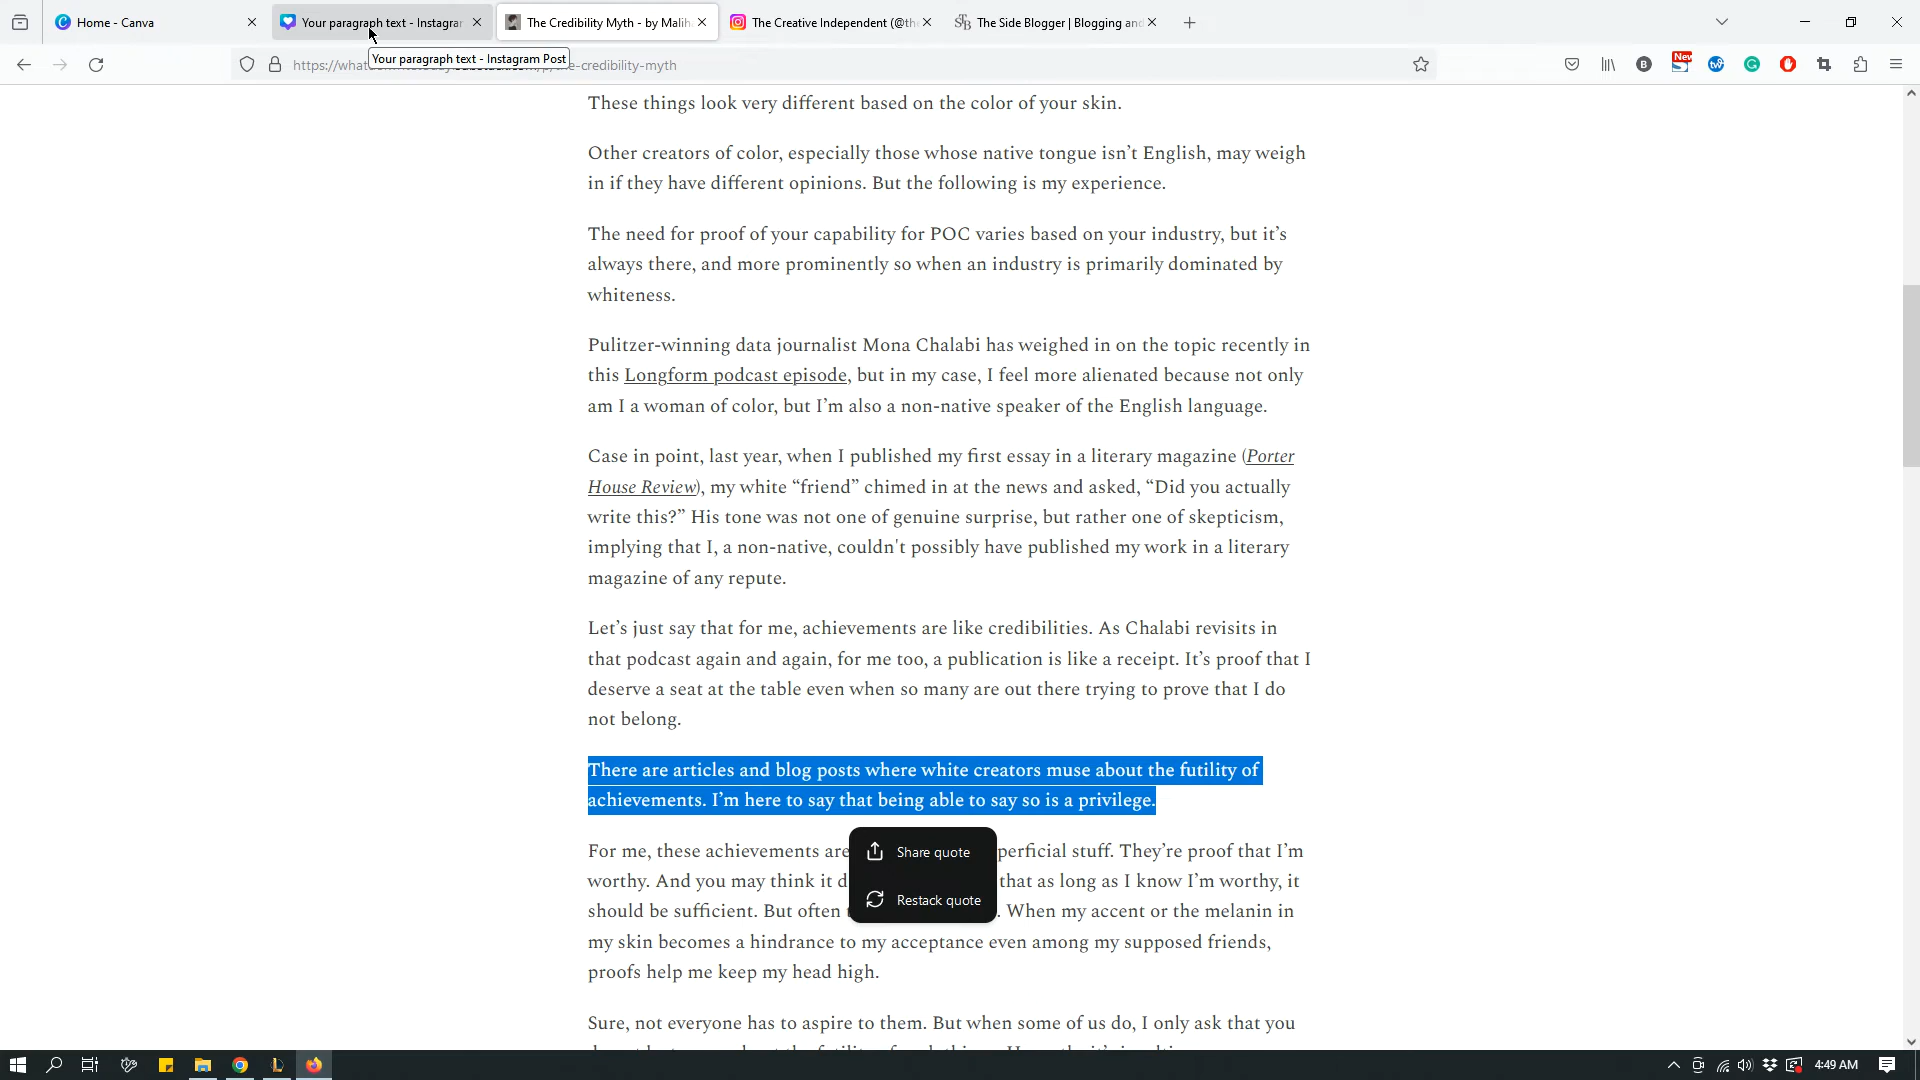 Home - Canva
Your paragraph text - Instagram
The Credibility Myth - by Malih
The Creative Independent (@th
The Side Blogger | Blogging and
Your paragraph text - Instagram Post
https://what
the-credibility-myth
B
New
These things look very different based on the color of your skin.
Other creators of color, especially those whose native tongue isn’t English, may weigh
in if they have different opinions. But the following is my experience.
The need for proof of your capability for POC varies based on your industry, but it’s
always there, and more prominently so when an industry is primarily dominated by
whiteness.
Pulitzer-winning data journalist Mona Chalabi has weighed in on the topic recently in
this Longform podcast episode, but in my case, I feel more alienated because not only
am I a woman of color, but I’m also a non-native speaker of the English language.
Case in point, last year, when I published my first essay in a literary magazine (Porter
House Review), my white “friend” chimed in at the news and asked, “Did you actually
write this?” His tone was not one of genuine surprise, but rather one of skepticism,
implying that I, a non-native, couldn't possibly have published my work in a literary
magazine of any repute.
Let’s just say that for me, achievements are like credibilities. As Chalabi revisits in
that podcast again and again, for me too, a publication is like a receipt. It’s proof that I
deserve a seat at the table even when so many are out there trying to prove that I do
not belong.
There are articles and blog posts where white creators muse about the futility of
achievements. I’m here to say that being able to say so is a privilege.
Share quote
Restack quote
For me, these achievements are perficial stuff. They’re proof that I’m
worthy. And you may think it d that as long as I know I’m worthy, it
should be sufficient. But often . When my accent or the melanin in
my skin becomes a hindrance to my acceptance even among my supposed friends,
proofs help me keep my head high.
Sure, not everyone has to aspire to them. But when some of us do, I only ask that you
4:49 AM